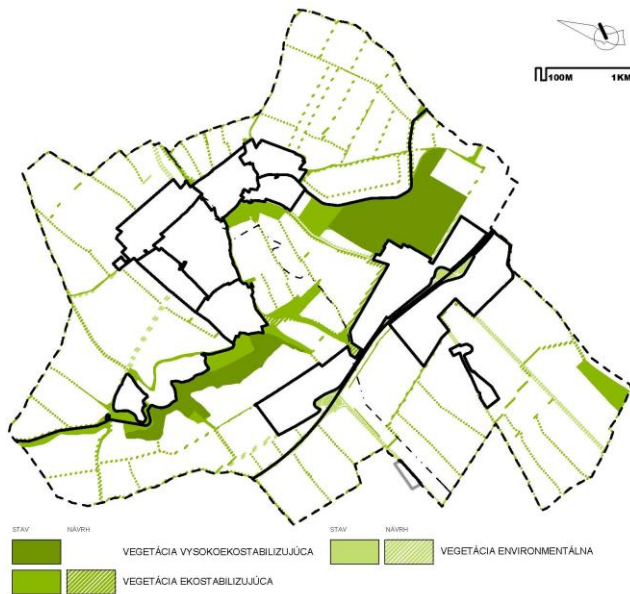 100M 1KM
STAV NÁVRH STAV NÁVRH
VEGETÁCIA VYSOKOEKOSTABILIZUJÚCA VEGETÁCIA ENVIRONMENTÁLNA
VEGETÁCIA EKOSTABILIZUJÚCA